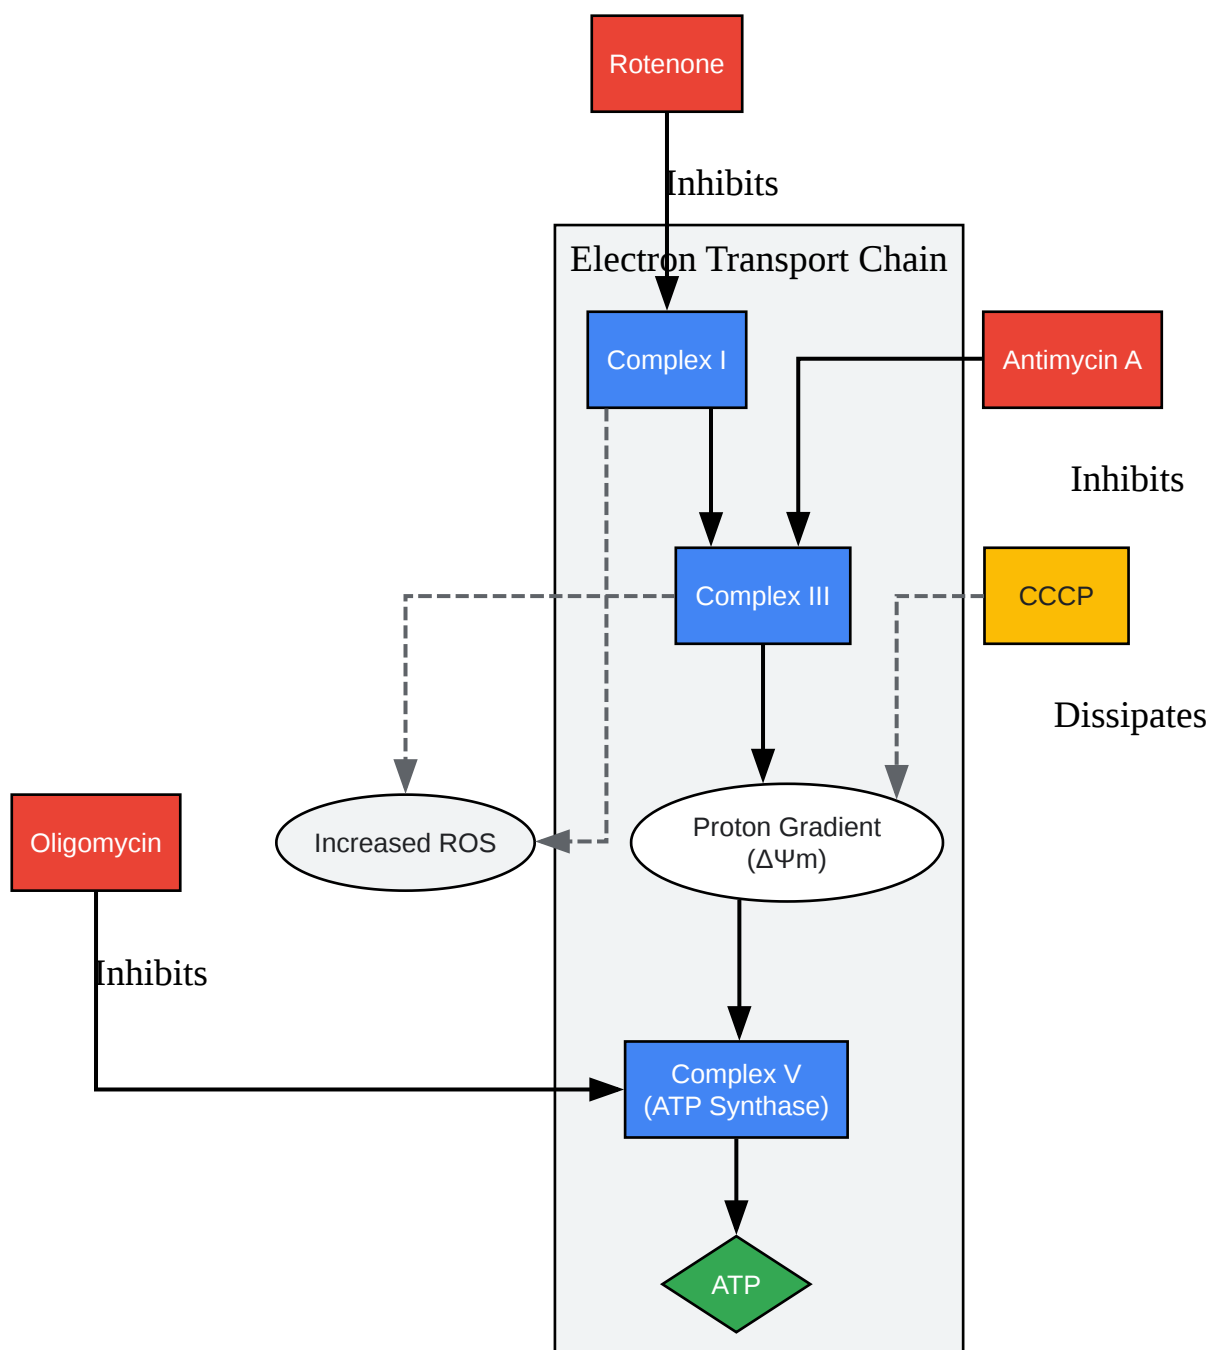 Rotenone
Inhibits
Electron Transport Chain
Complex I
Antimycin A
Inhibits
Complex III
CCCP
Dissipates
Oligomycin
Increased ROS
Proton Gradient
(ΔΨm)
Inhibits
Complex V
(ATP Synthase)
ATP